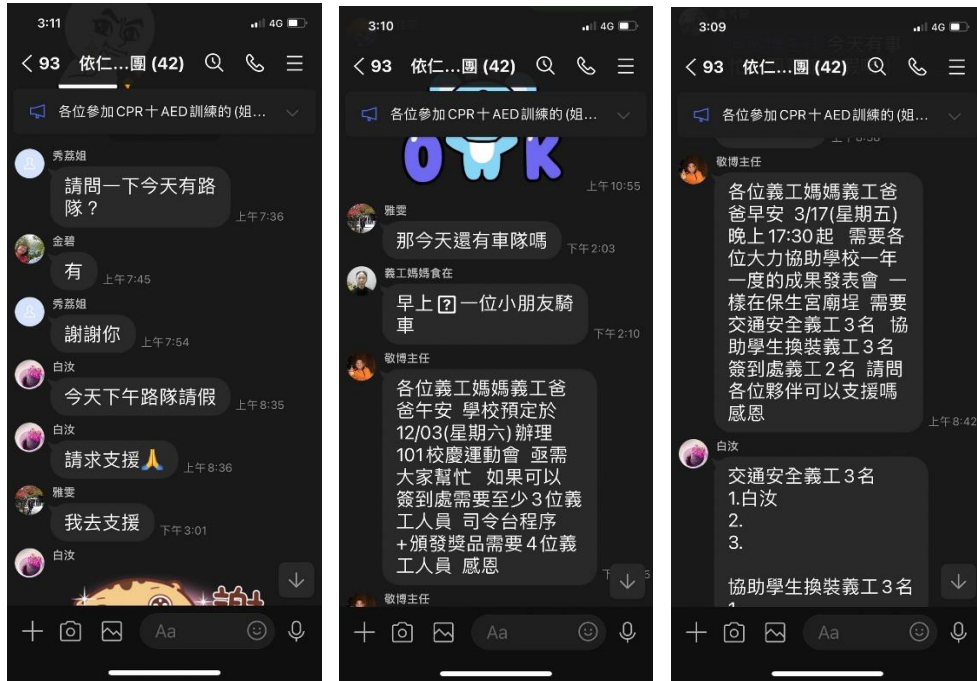 3:11
4G
93 依仁...團 (42)
各位參加CPR十AED訓練的(姐...
秀荔姐
請問一下今天有路
隊？
上午7:36
金碧
有
上午7:45
秀荔姐
謝謝你
上午7:54
白汝
今天下午路隊請假
上午8:35
白汝
請求支援🙏
上午8:36
雅雯
我去支援
下午3:01
白汝
Aa
3:10
4G
93 依仁...團 (42)
各位參加CPR十AED訓練的(姐...
O K
上午10:55
雅雯
那今天還有車隊嗎
下午2:03
義工媽媽食在
早上?一位小朋友騎
車
下午2:10
敬博主任
各位義工媽媽義工爸
爸午安 學校預定於
12/03(星期六)辦理
101校慶運動會 亟需
大家幫忙 如果可以
簽到處需要至少3位義
工人員 司令台程序
+頒發獎品需要4位義
工人員 感恩
敬博主任
Aa
3:09
4G
93 依仁...團 (42)
各位參加CPR十AED訓練的(姐...
敬博主任
各位義工媽媽義工爸
爸早安 3/17(星期五)
晚上17:30起 需要各
位大力協助學校一年
一度的成果發表會 一
樣在保生宮廟埕 需要
交通安全義工3名 協
助學生換裝義工3名
簽到處義工2名 請問
各位夥伴可以支援嗎
感恩
上午8:42
白汝
交通安全義工3名
1.白汝
2.
3.
協助學生換裝義工3名
Aa